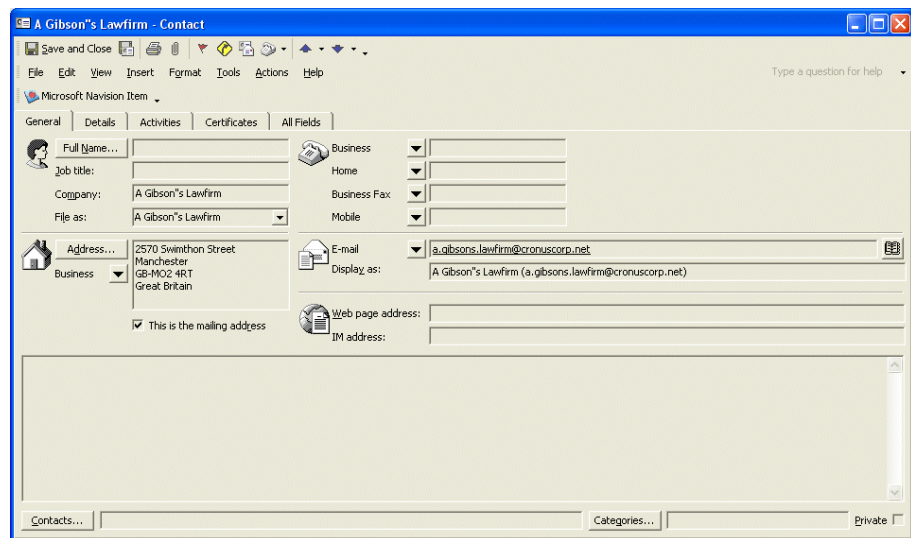 A Gibson"s Lawfirm - Contact
Save and Close
File Edit View Insert Format Tools Actions Help Type a question for help
Microsoft Navision Item
General Details Activities Certificates All Fields
Full Name... Business
Job title: Home
Company: A Gibson"s Lawfirm Business Fax
File as: A Gibson"s Lawfirm Mobile
Address... 2570 Swimthon Street E-mail a.gibsons.lawfirm@cronuscorp.net
Manchester
Business GB-MO2 4RT Display as: A Gibson"s Lawfirm (a.gibsons.lawfirm@cronuscorp.net)
Great Britain
This is the mailing address Web page address:
IM address:
Contacts... Categories... Private